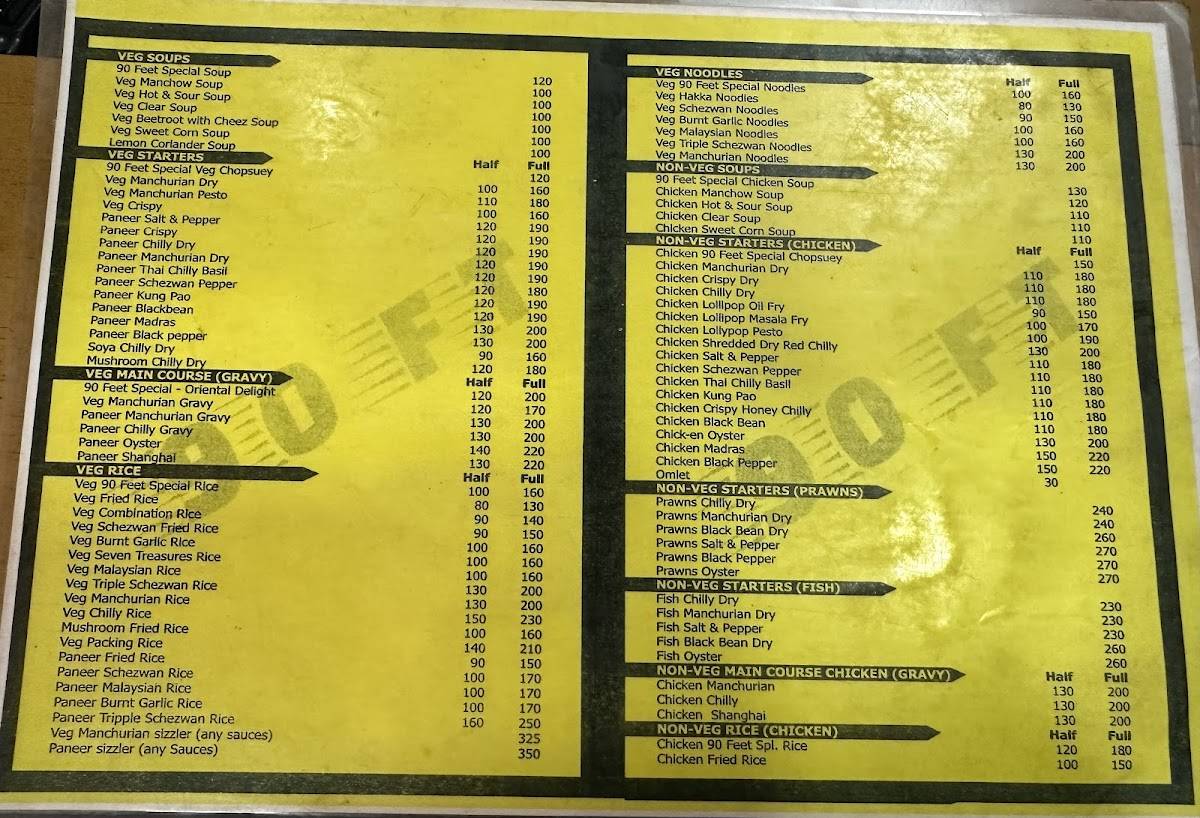 VEG SOUPS
90 Feet Special Soup 120
Veg Manchow Soup 100
Veg Hot & Sour Soup 100
Veg Clear Soup 100
Veg Beetroot with Cheez Soup 100
Veg Sweet Corn Soup 100
Lemon Corlander Soup 100
VEG STARTERS Half Full
90 Feet Special Veg Chopsuey 120
Veg Manchurian Dry 100 160
Veg Manchurian Pesto 110 180
Veg Crispy 100 160
Paneer Salt & Pepper 120 190
Paneer Crispy 120 190
Paneer Chilly Dry 120 190
Paneer Manchurian Dry 120 190
Paneer Thai Chilly Basil 120 190
Paneer Schezwan Pepper 120 180
Paneer Kung Pao 120 190
Paneer Blackbean 120 190
Paneer Madras 130 200
Paneer Black pepper 130 200
Soya Chilly Dry 90 160
Mushroom Chilly Dry 120 180
VEG MAIN COURSE (GRAVY) Half Full
90 Feet Special - Oriental Delight 120 200
Veg Manchurian Gravy 120 170
Paneer Manchurian Gravy 130 200
Paneer Chilly Gravy 130 200
Paneer Oyster 140 220
Paneer Shanghai 130 220
VEG RICE Half Full
Veg 90 Feet Special Rice 100 160
Veg Fried Rice 80 130
Veg Combination Rice 90 140
Veg Schezwan Fried Rice 90 150
Veg Burnt Garlic Rice 100 160
Veg Seven Treasures Rice 100 160
Veg Malaysian Rice 100 160
Veg Triple Schezwan Rice 130 200
Veg Manchurian Rice 130 200
Veg Chilly Rice 150 230
Mushroom Fried Rice 100 160
Veg Packing Rice 140 210
Paneer Fried Rice 90 150
Paneer Schezwan Rice 100 170
Paneer Malaysian Rice 100 170
Paneer Burnt Garlic Rice 100 170
Paneer Tripple Schezwan Rice 160 250
Veg Manchurian sizzler (any sauces) 325
Paneer sizzler (any Sauces) 350
90 FT
VEG NOODLES Half Full
Veg 90 Feet Special Noodles 100 160
Veg Hakka Noodles 80 130
Veg Schezwan Noodles 90 150
Veg Burnt Garlic Noodles 100 160
Veg Malaysian Noodles 100 160
Veg Triple Schezwan Noodles 130 200
Veg Manchurian Noodles 130 200
NON-VEG SOUPS
90 Feet Special Chicken Soup 130
Chicken Manchow Soup 120
Chicken Hot & Sour Soup 110
Chicken Clear Soup 110
Chicken Sweet Corn Soup 110
NON-VEG STARTERS (CHICKEN) Half Full
Chicken 90 Feet Special Chopsuey 150
Chicken Manchurian Dry 110 180
Chicken Crispy Dry 110 180
Chicken Chilly Dry 110 180
Chicken Lollipop Oil Fry 90 150
Chicken Lollipop Masala Fry 100 170
Chicken Lollypop Pesto 100 190
Chicken Shredded Dry Red Chilly 130 200
Chicken Salt & Pepper 110 180
Chicken Schezwan Pepper 110 180
Chicken Thai Chilly Basil 110 180
Chicken Kung Pao 110 180
Chicken Crispy Honey Chilly 110 180
Chicken Black Bean 110 180
Chick-en Oyster 130 200
Chicken Madras 150 220
Chicken Black Pepper 150 220
Omlet 30
NON-VEG STARTERS (PRAWNS)
Prawns Chilly Dry 240
Prawns Manchurian Dry 240
Prawns Black Bean Dry 260
Prawns Salt & Pepper 270
Prawns Black Pepper 270
Prawns Oyster 270
NON-VEG STARTERS (FISH)
Fish Chilly Dry 230
Fish Manchurian Dry 230
Fish Salt & Pepper 230
Fish Black Bean Dry 260
Fish Oyster 260
NON-VEG MAIN COURSE CHICKEN (GRAVY) Half Full
Chicken Manchurian 130 200
Chicken Chilly 130 200
Chicken Shanghai 130 200
NON-VEG RICE (CHICKEN) Half Full
Chicken 90 Feet Spl. Rice 120 180
Chicken Fried Rice 100 150
90 FT